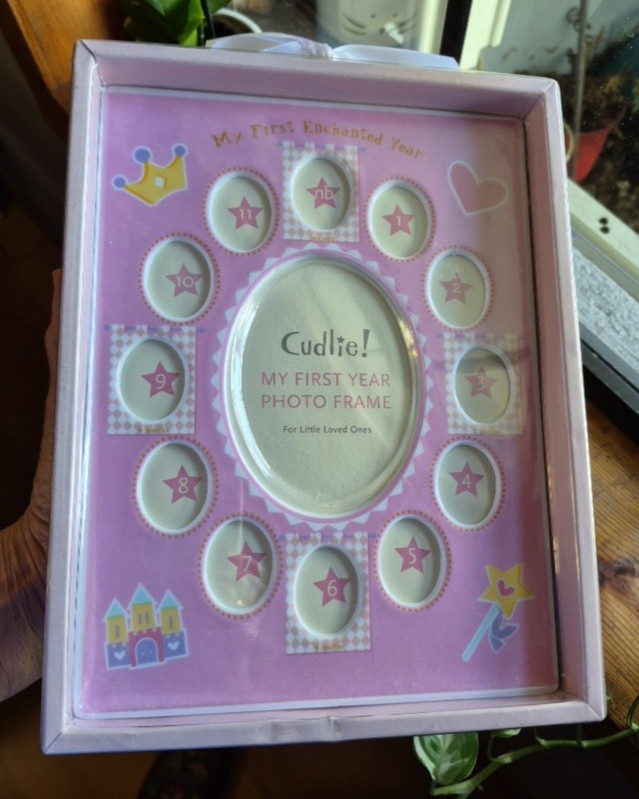 My First Enchanted Year
nb
11
1
10
2
9
3
8
4
7
5
6
Cudlie!
MY FIRST YEAR
PHOTO FRAME
For Little Loved Ones